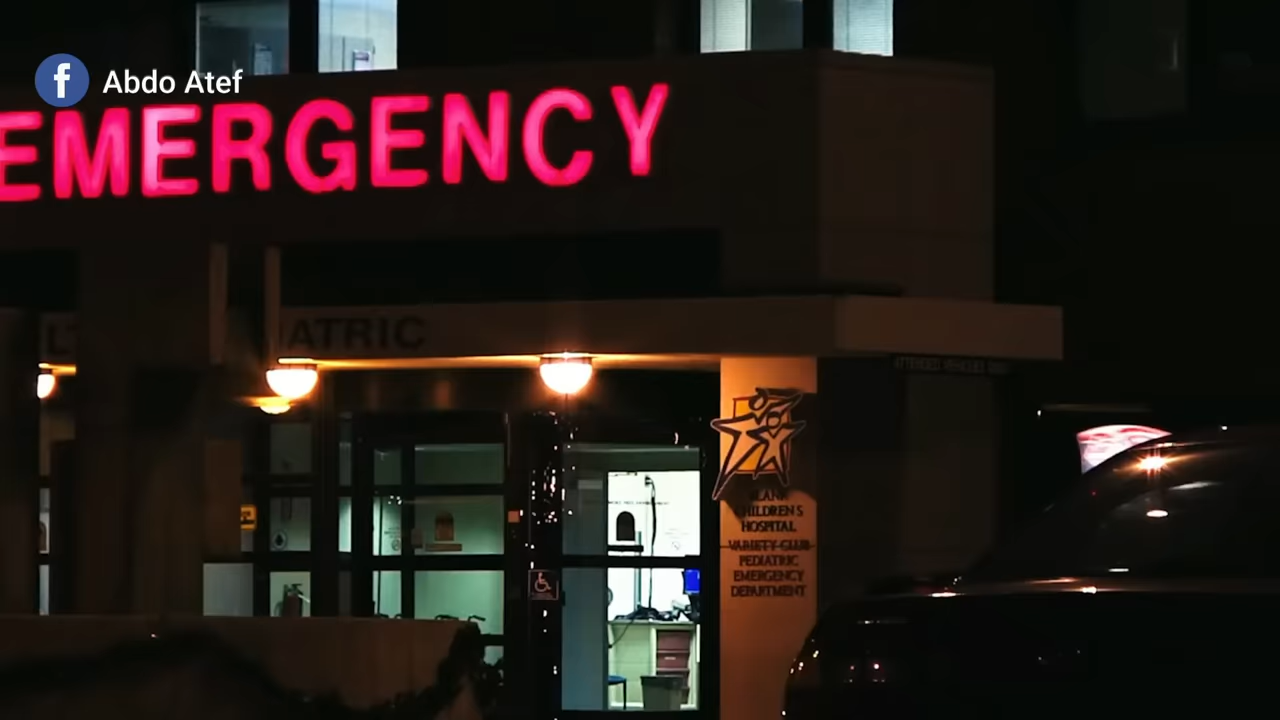 Abdo Atef
EMERGENCY
ATRIC
CHILDREN'S
HOSPITAL
VARIETY CLUB
PEDIATRIC
EMERGENCY
DEPARTMENT